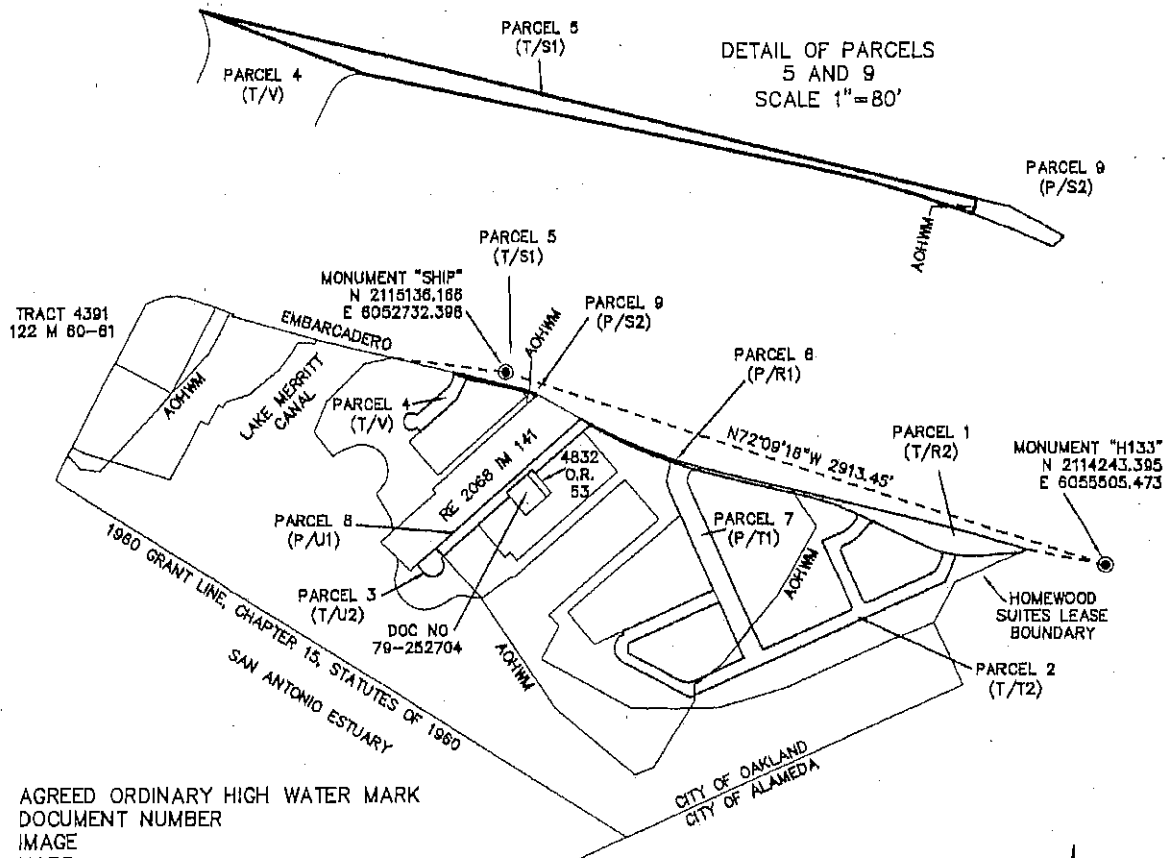 PARCEL 5
(T/S1)
DETAIL OF PARCELS
5 AND 9
SCALE 1"=80'
PARCEL 4
(T/V)
PARCEL 9
(P/S2)
AOHWM
PARCEL 5
(T/S1)
MONUMENT "SHIP"
N 2115136.166
E 6052732.396
PARCEL 9
(P/S2)
AOHWM
TRACT 4391
122 M 60-61
EMBARCADERO
PARCEL 6
(P/R1)
AOHWM
LAKE MERRITT
CANAL
PARCEL 4
(T/V)
N72°09'16"W 2913.45'
PARCEL 1
(T/R2)
MONUMENT "H133"
N 2114243.395
E 6055505.473
RE 2068 IM 141
4832
O.R.
53
PARCEL 7
(P/T1)
AOHWM
PARCEL 8
(P/U1)
1960 GRANT LINE, CHAPTER 15, STATUTES OF 1960
PARCEL 3
(T/U2)
DOC NO
79-252704
HOMEWOOD
SUITES LEASE
BOUNDARY
AOHWM
PARCEL 2
(T/T2)
SAN ANTONIO ESTUARY
CITY OF OAKLAND
CITY OF ALAMEDA
AGREED ORDINARY HIGH WATER MARK
DOCUMENT NUMBER
IMAGE